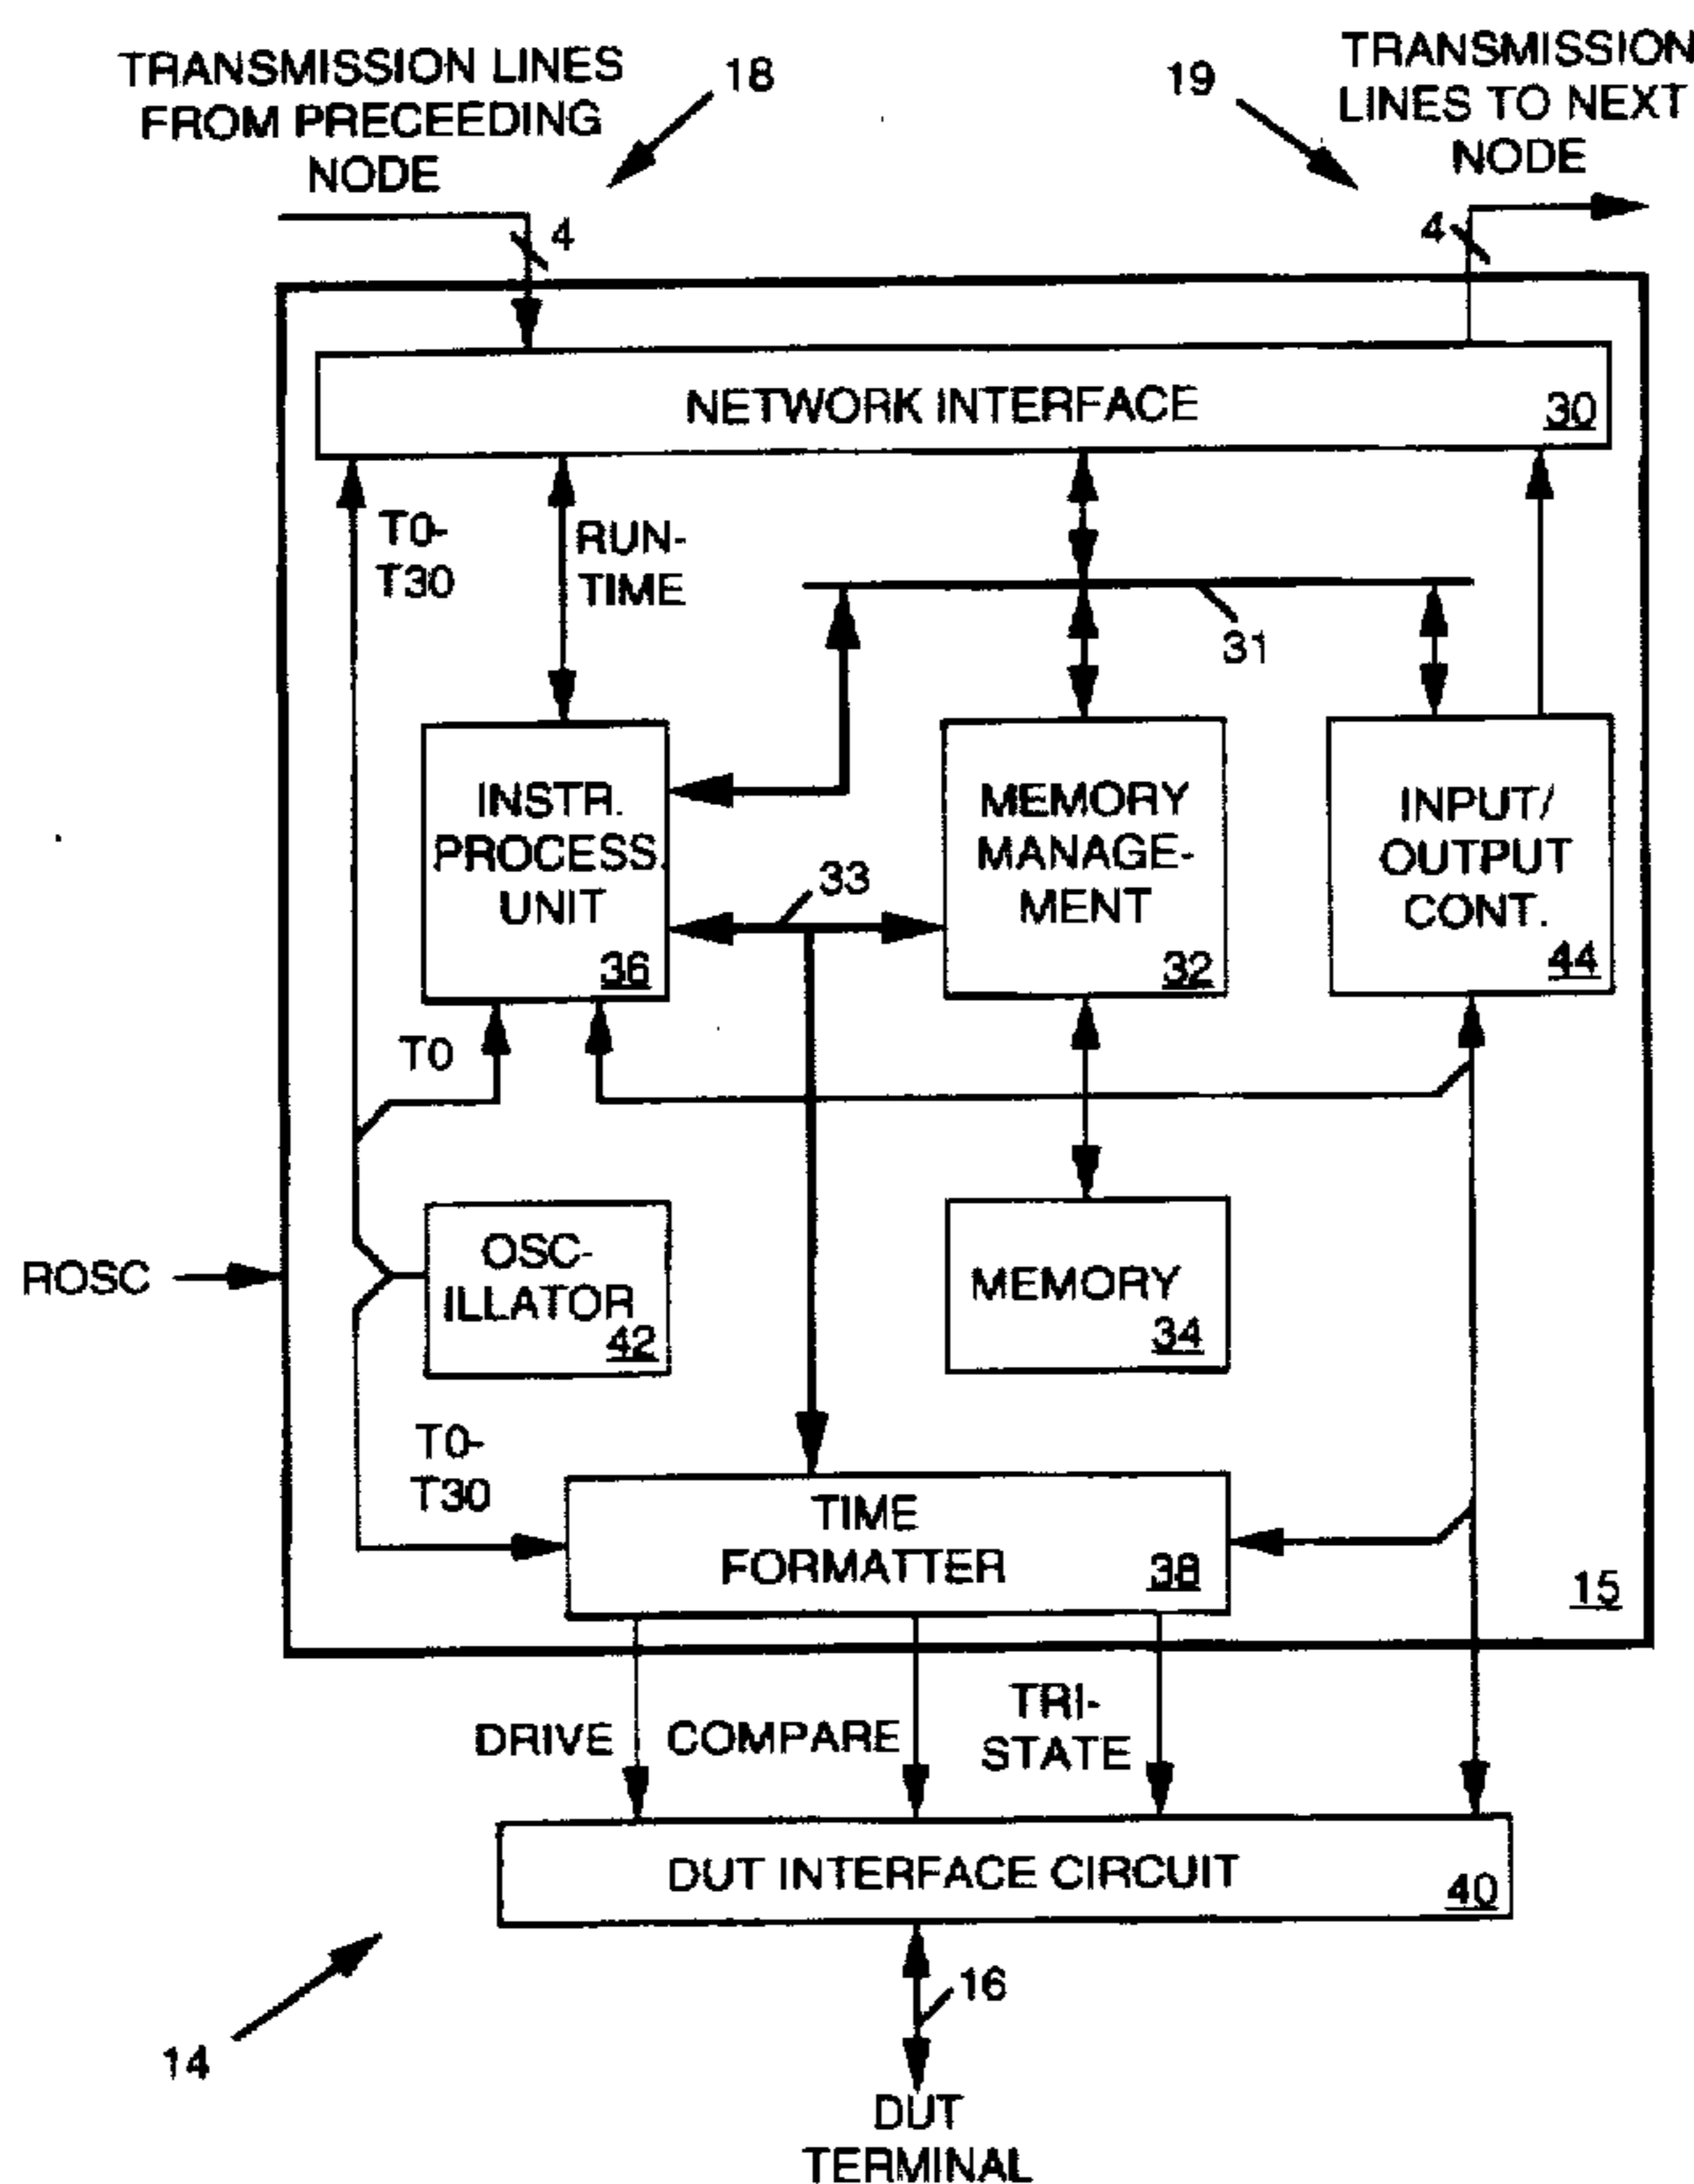 TRANSMISSION LINES
FROM PRECEEDING
NODE
18
19
TRANSMISSION
LINES TO NEXT
NODE
4
4
NETWORK INTERFACE
30
T0-
T30
RUN-
TIME
31
INSTR.
PROCESS.
UNIT
36
33
MEMORY
MANAGE-
MENT
32
INPUT/
OUTPUT
CONT.
44
T0
ROSC
OSC-
ILLATOR
42
MEMORY
34
T0-
T30
TIME
FORMATTER
38
15
DRIVE
COMPARE
TRI-
STATE
DUT INTERFACE CIRCUIT
40
14
16
DUT
TERMINAL